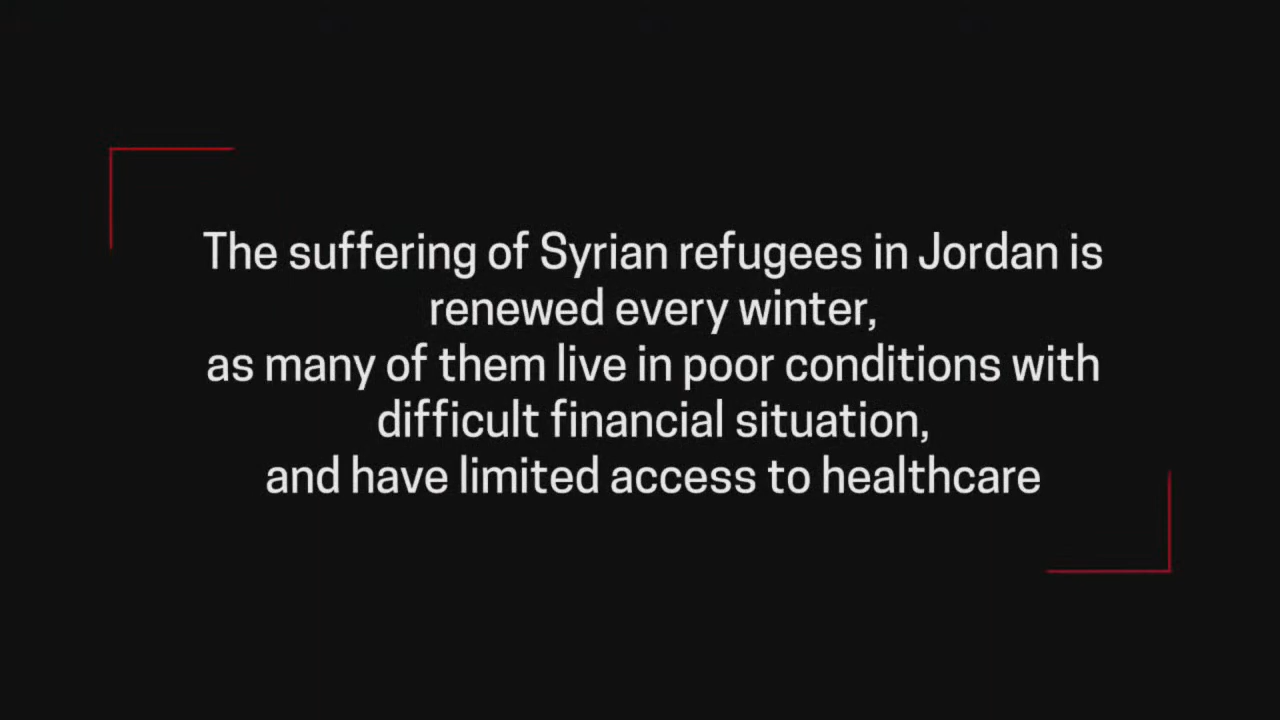 The suffering of Syrian refugees in Jordan is
renewed every winter,
as many of them live in poor conditions with
difficult financial situation,
and have limited access to healthcare